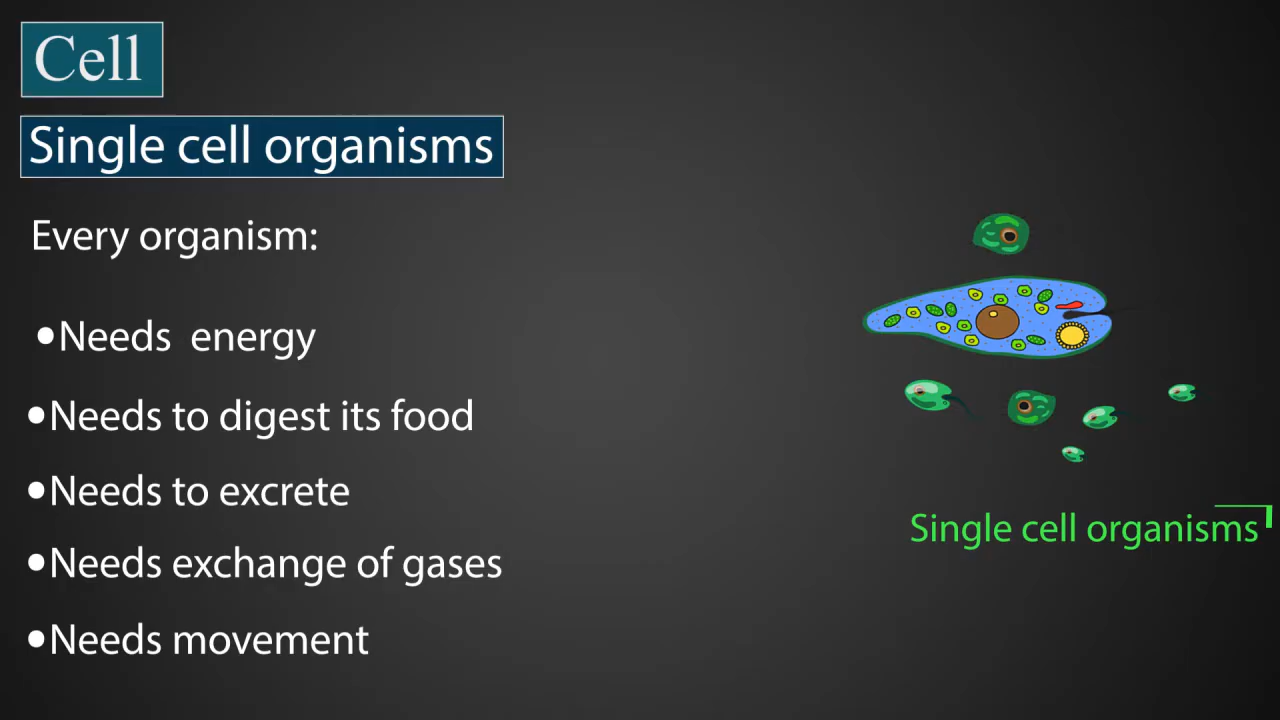 Cell
Single cell organisms
Every organism:
•Needs  energy
•Needs to digest its food
•Needs to excrete
•Needs exchange of gases
•Needs movement
Single cell organisms